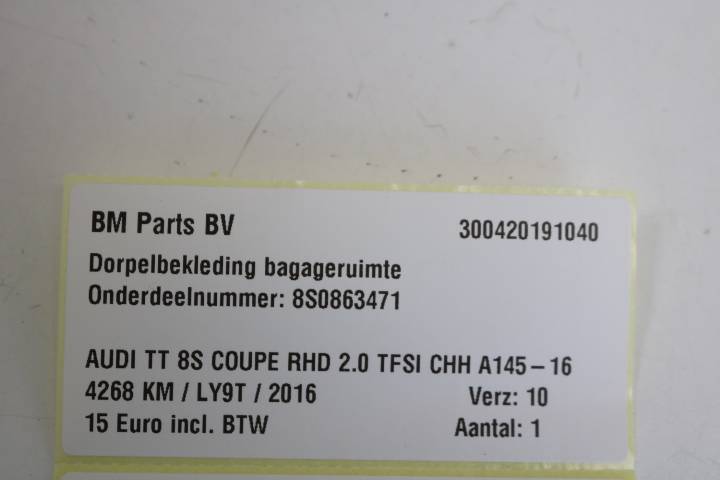 BM Parts BV 300420191040
Dorpelbekleding bagageruimte
Onderdeelnummer: 8S0863471
AUDI TT 8S COUPE RHD 2.0 TFSI CHH A145-16
4268 KM / LY9T / 2016 Verz: 10
15 Euro incl. BTW Aantal: 1